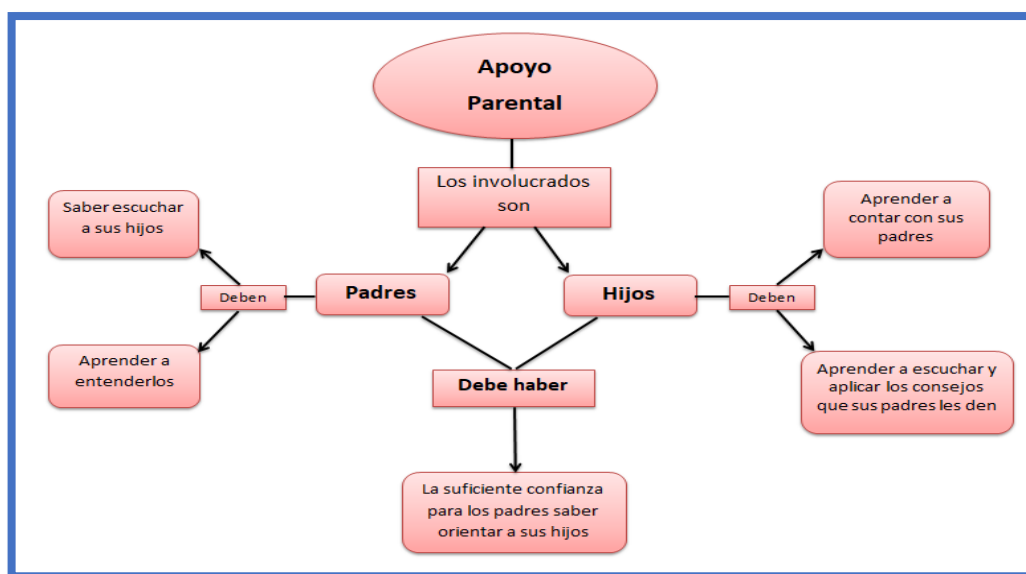 Apoyo
Parental
Los involucrados
son
Saber escuchar
a sus hijos
Aprender a
contar con sus
padres
Deben
Padres
Hijos
Deben
Aprender a
entenderlos
Debe haber
Aprender a escuchar y
aplicar los consejos
que sus padres les den
La suficiente confianza
para los padres saber
orientar a sus hijos